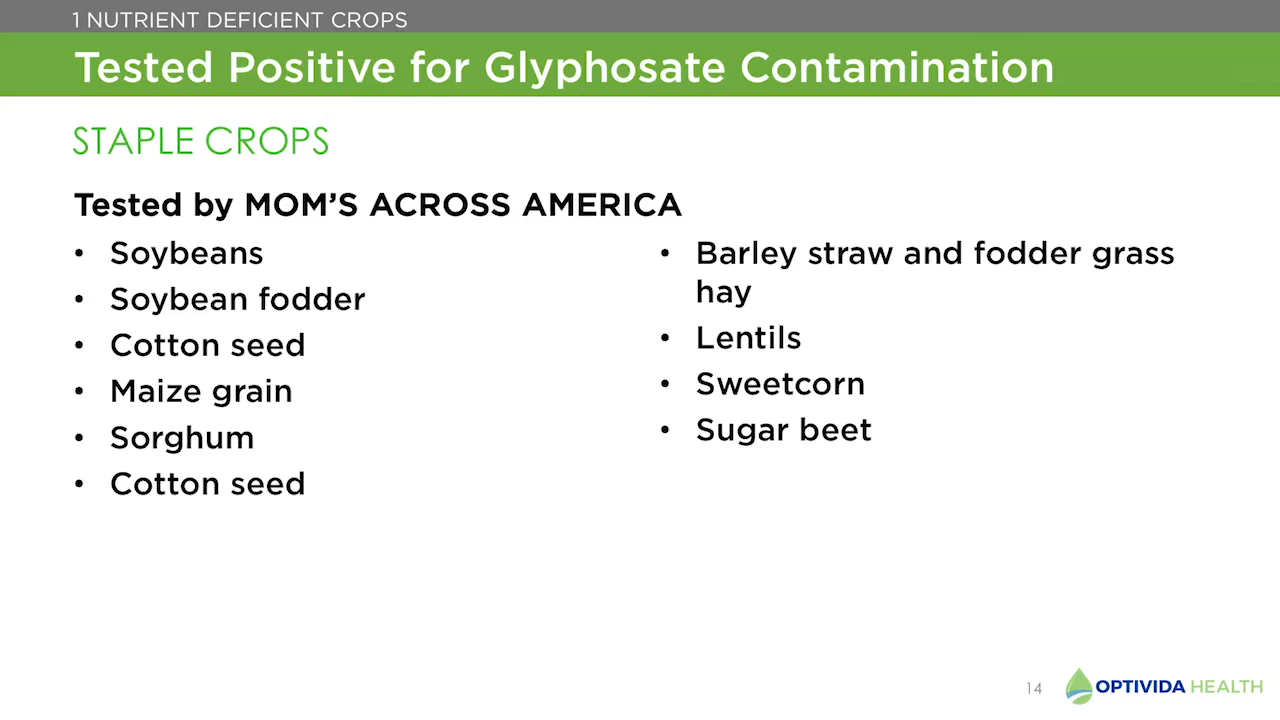 1 NUTRIENT DEFICIENT CROPS
Tested Positive for Glyphosate Contamination
STAPLE CROPS
Tested by MOM’S ACROSS AMERICA
• Soybeans
• Soybean fodder
• Cotton seed
• Maize grain
• Sorghum
• Cotton seed
• Barley straw and fodder grass
hay
• Lentils
• Sweetcorn
• Sugar beet
14
OPTIVIDA HEALTH